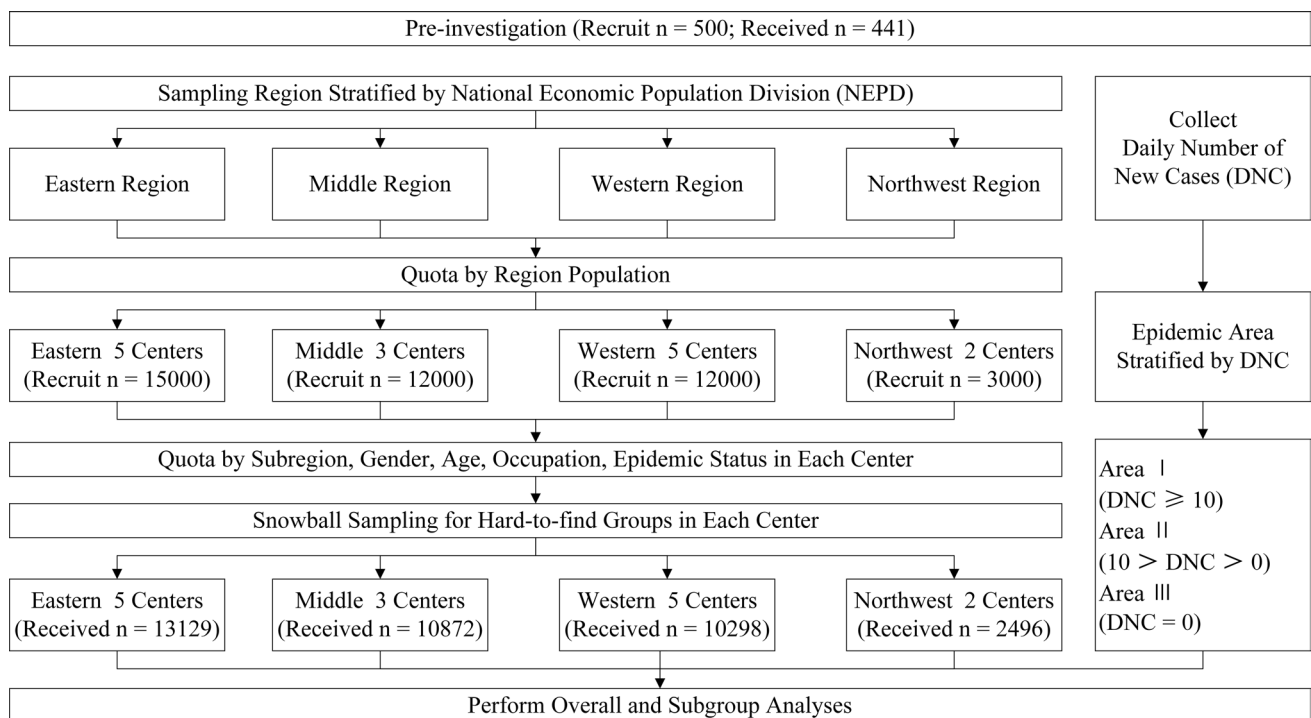 Pre-investigation (Recruit n = 500; Received n = 441)
Sampling Region Stratified by National Economic Population Division (NEPD)
Eastern Region
Middle Region
Western Region
Northwest Region
Quota by Region Population
Eastern 5 Centers
(Recruit n = 15000)
Middle 3 Centers
(Recruit n = 12000)
Western 5 Centers
(Recruit n = 12000)
Northwest 2 Centers
(Recruit n = 3000)
Quota by Subregion, Gender, Age, Occupation, Epidemic Status in Each Center
Snowball Sampling for Hard-to-find Groups in Each Center
Eastern 5 Centers
(Received n = 13129)
Middle 3 Centers
(Received n = 10872)
Western 5 Centers
(Received n = 10298)
Northwest 2 Centers
(Received n = 2496)
Collect
Daily Number of
New Cases (DNC)
Epidemic Area
Stratified by DNC
Area Ⅰ
(DNC ⩾ 10)
Area Ⅱ
(10 > DNC > 0)
Area Ⅲ
(DNC = 0)
Perform Overall and Subgroup Analyses